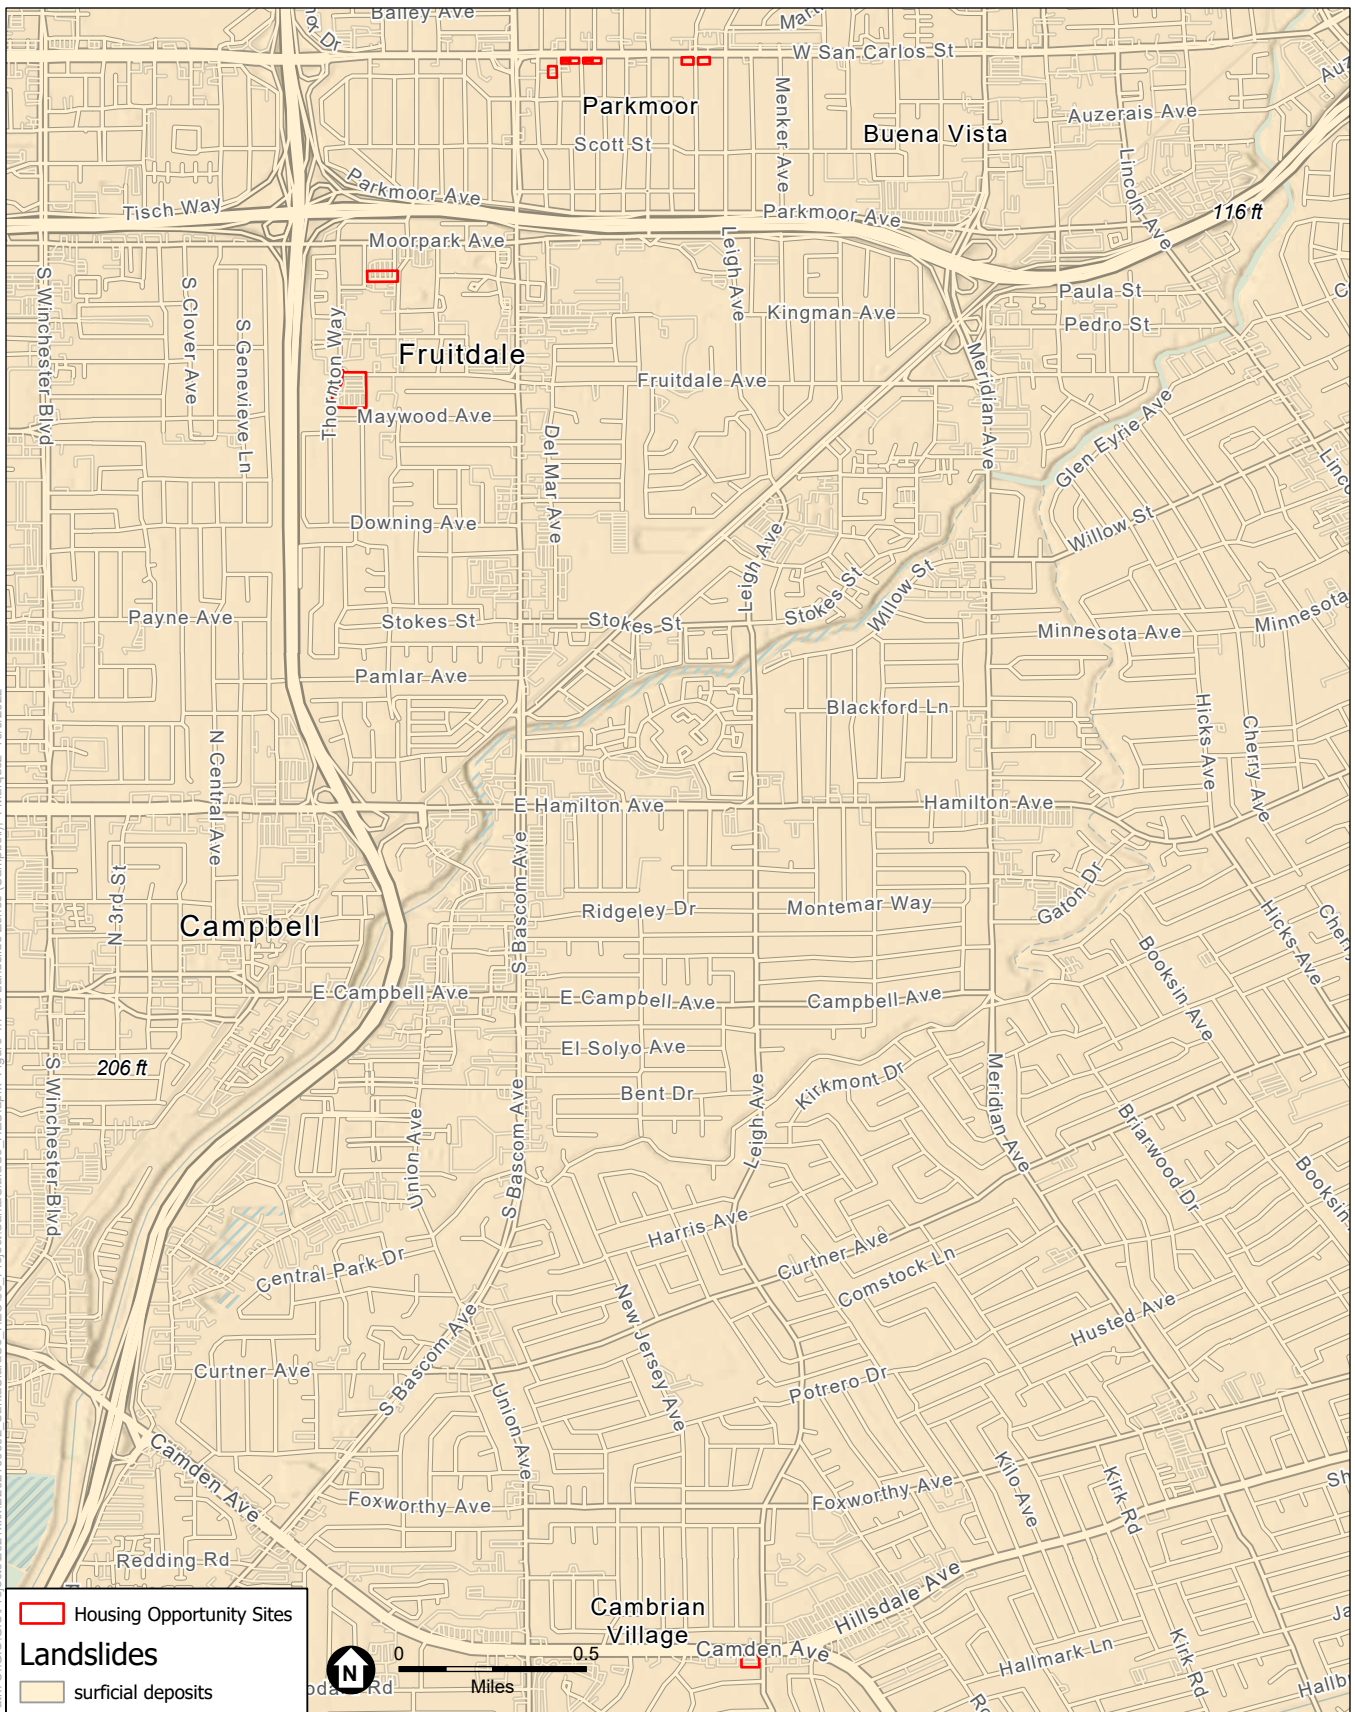 Bailey Ave
W San Carlos St
Parkmoor
Menker Ave
Buena Vista
Auzerais Ave
Scott St
Lincoln Ave
Parkmoor Ave
Tisch Way
Parkmoor Ave
116 ft
Moorpark Ave
Leigh Ave
S Winchester Blvd
S Clover Ave
S Genevieve Ln
Thornton Way
Paula St
Kingman Ave
Pedro St
Fruitdale
Meridian Ave
Fruitdale Ave
Maywood Ave
Del Mar Ave
Glen Eyrie Ave
Downing Ave
Willow St
Leigh Ave
Stokes St
Willow St
Payne Ave
Stokes St
Stokes St
Minnesota Ave
Minnesota
Pamlar Ave
Blackford Ln
Hicks Ave
Cherry Ave
N Central Ave
E Hamilton Ave
Hamilton Ave
S Bascom Ave
N 3rd St
Ridgeley Dr
Montemar Way
Gaton Dr
Campbell
Hicks Ave
Booksin Ave
E Campbell Ave
E Campbell Ave
Campbell Ave
El Solyo Ave
206 ft
S Winchester Blvd
Bent Dr
Kirkmont Dr
Leigh Ave
Meridian Ave
Union Ave
S Bascom Ave
Briarwood Dr
Booksin
Harris Ave
Curtner Ave
Central Park Dr
Comstock Ln
New Jersey Ave
Husted Ave
Curtner Ave
S Bascom Ave
Potrero Dr
Union Ave
Camden Ave
Kilo Ave
Kirk Rd
Foxworthy Ave
Foxworthy Ave
Redding Rd
Hillsdale Ave
Cambrian
Village
Camden Ave
Hallmark Ln
Kirk Rd
Housing Opportunity Sites
Landslides
surficial deposits
N
0 0.5
Miles